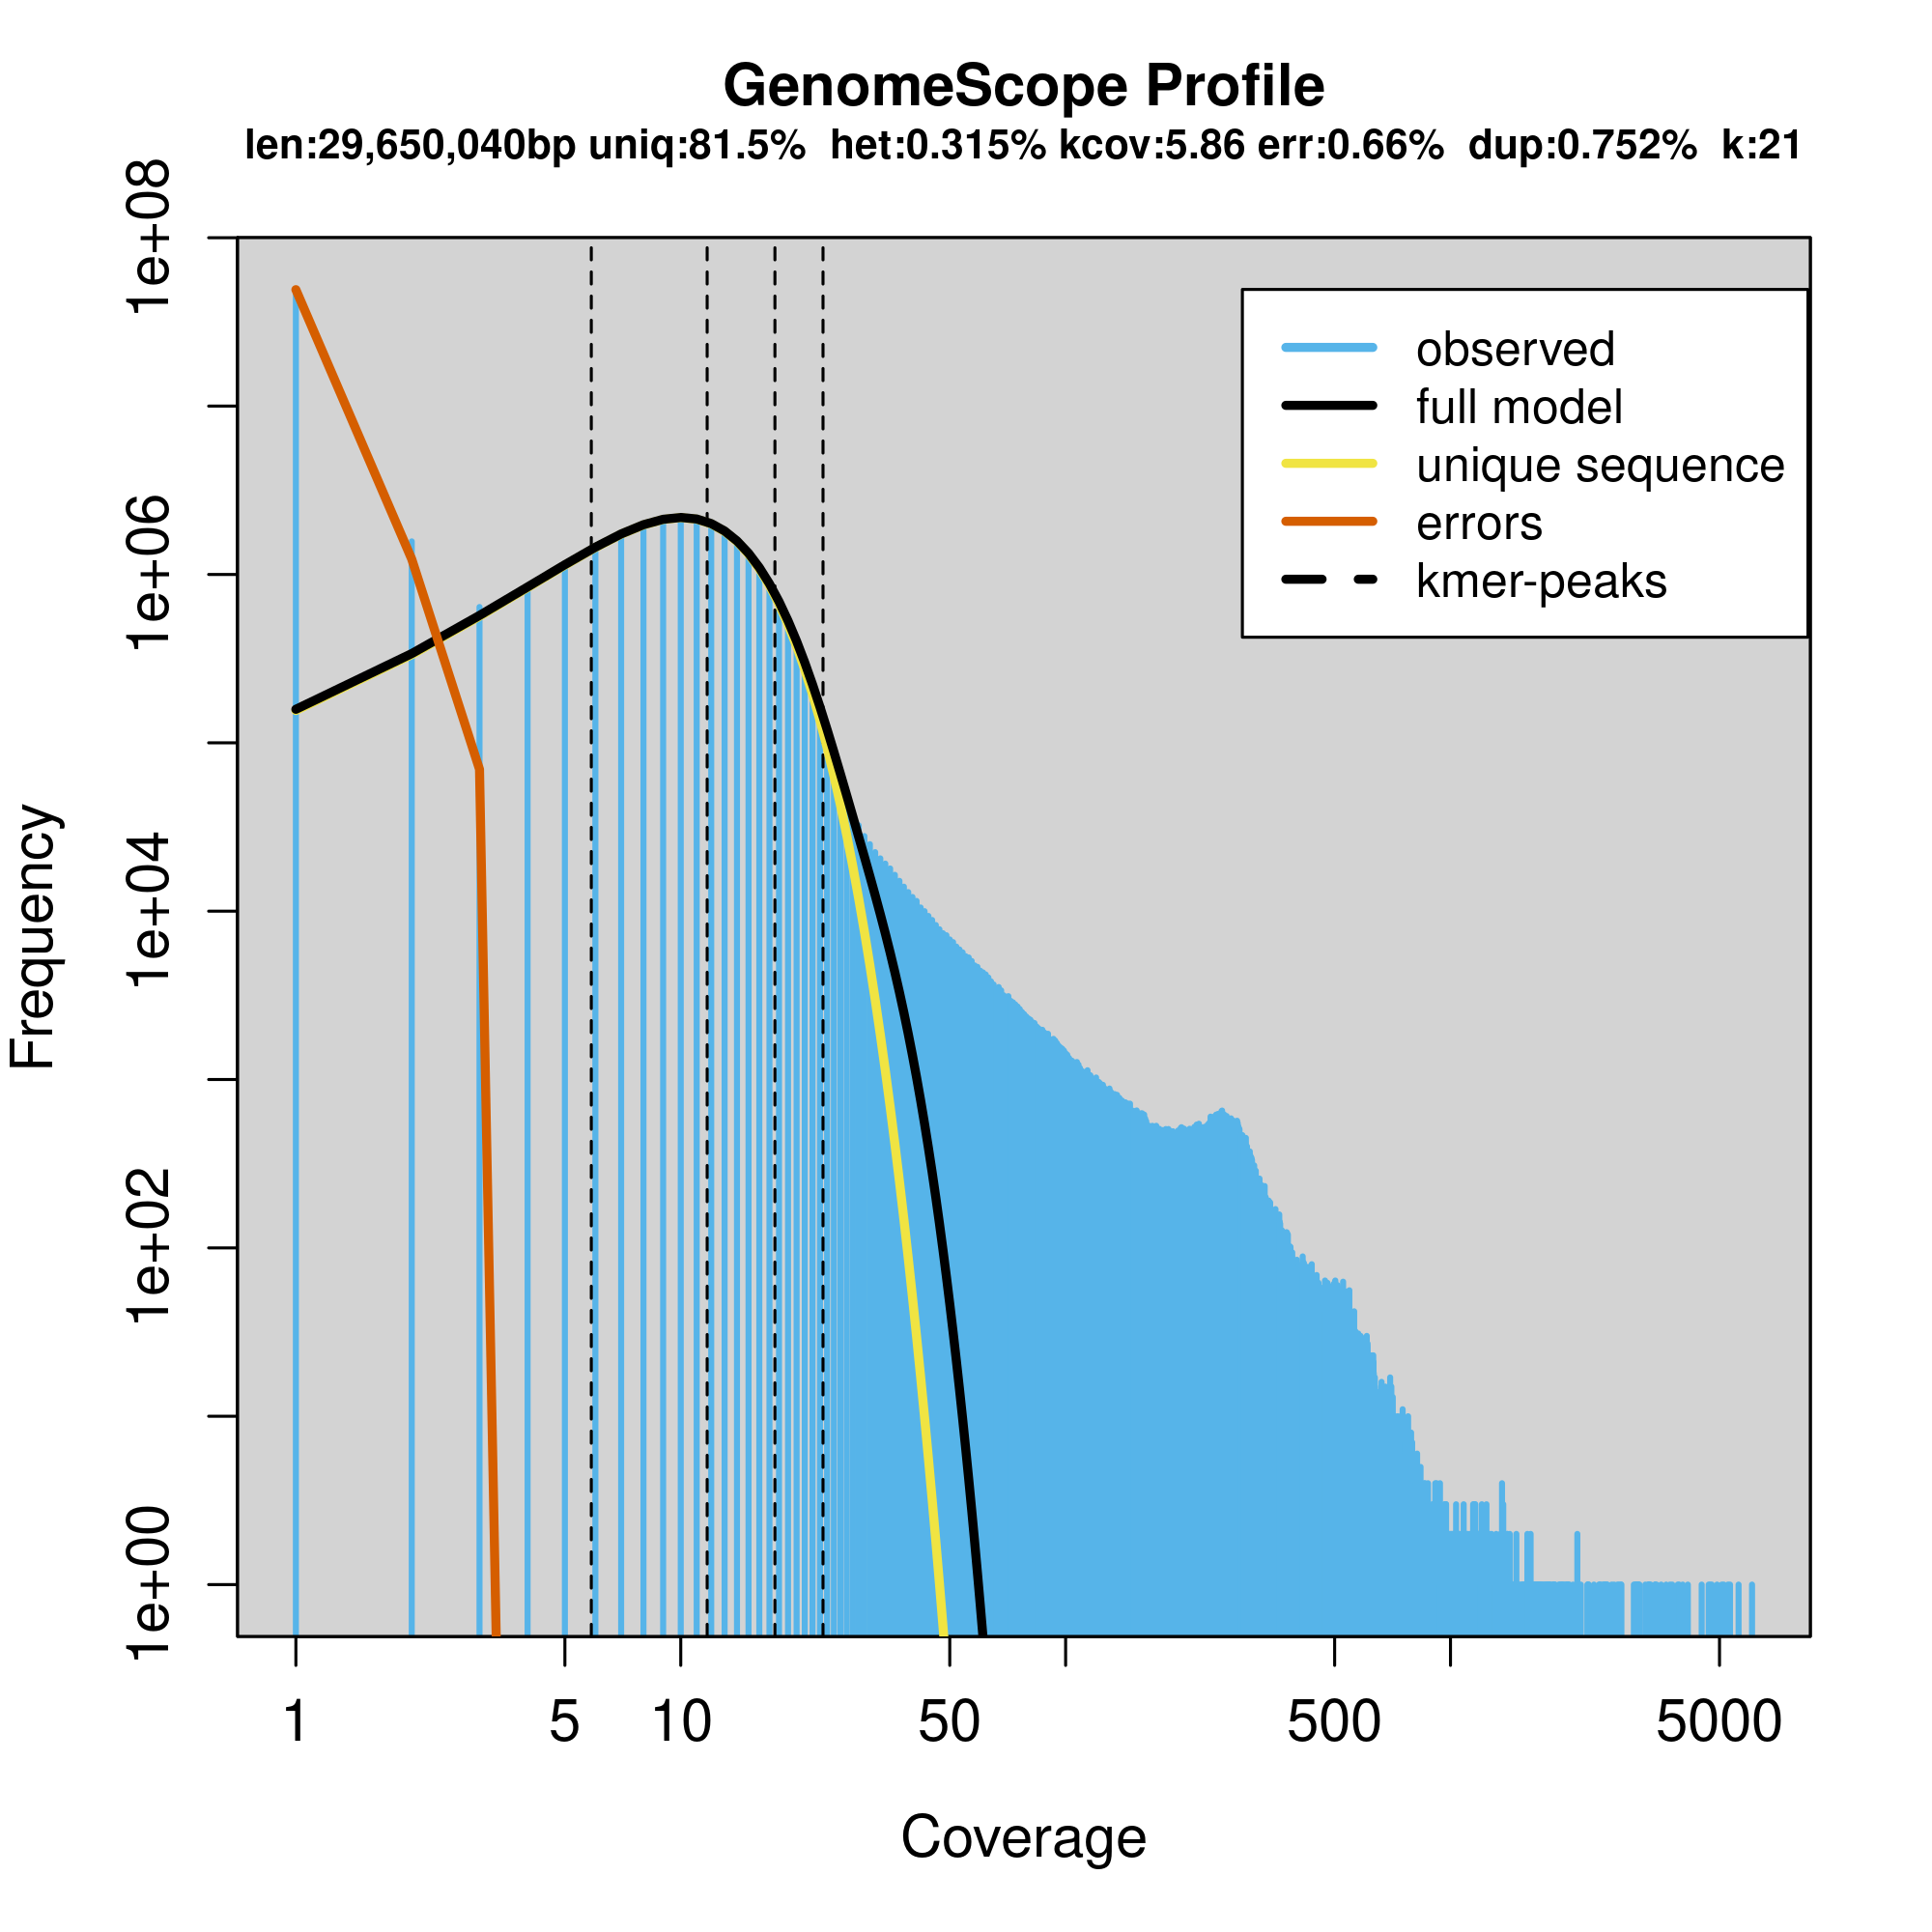 GenomeScope Profile
len:29,650,040bp uniq:81.5% het:0.315% kcov:5.86 err:0.66% dup:0.752% k:21
observed
full model
unique sequence
errors
kmer-peaks
Frequency
1e+08
1e+06
1e+04
1e+02
1e+00
1 5 10 50 500 5000
Coverage